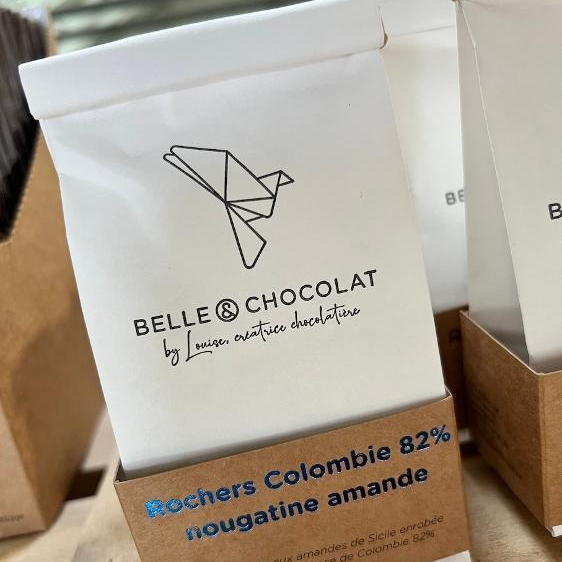 BELLE & CHOCOLAT
by Louise, créatrice chocolatière
Rochers Colombie 82%
nougatine amande
aux amandes de Sicile enrobée
de Colombie 82%
BE
B